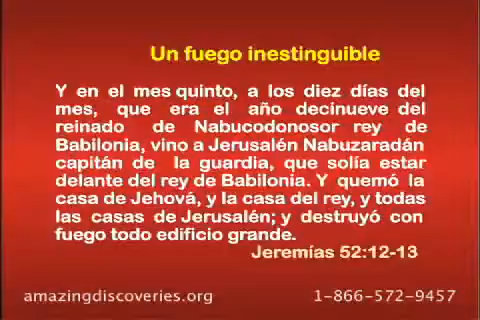 Un fuego inestinguible
Y en el mes quinto, a los diez días del
mes, que era el año decinueve del
reinado de Nabucodonosor rey de
Babilonia, vino a Jerusalén Nabuzaradán
capitán de la guardia, que solía estar
delante del rey de Babilonia. Y quemó la
casa de Jehová, y la casa del rey, y todas
las casas de Jerusalén; y destruyó con
fuego todo edificio grande.
Jeremías 52:12-13
amazingdiscoveries.org 1-866-572-9457